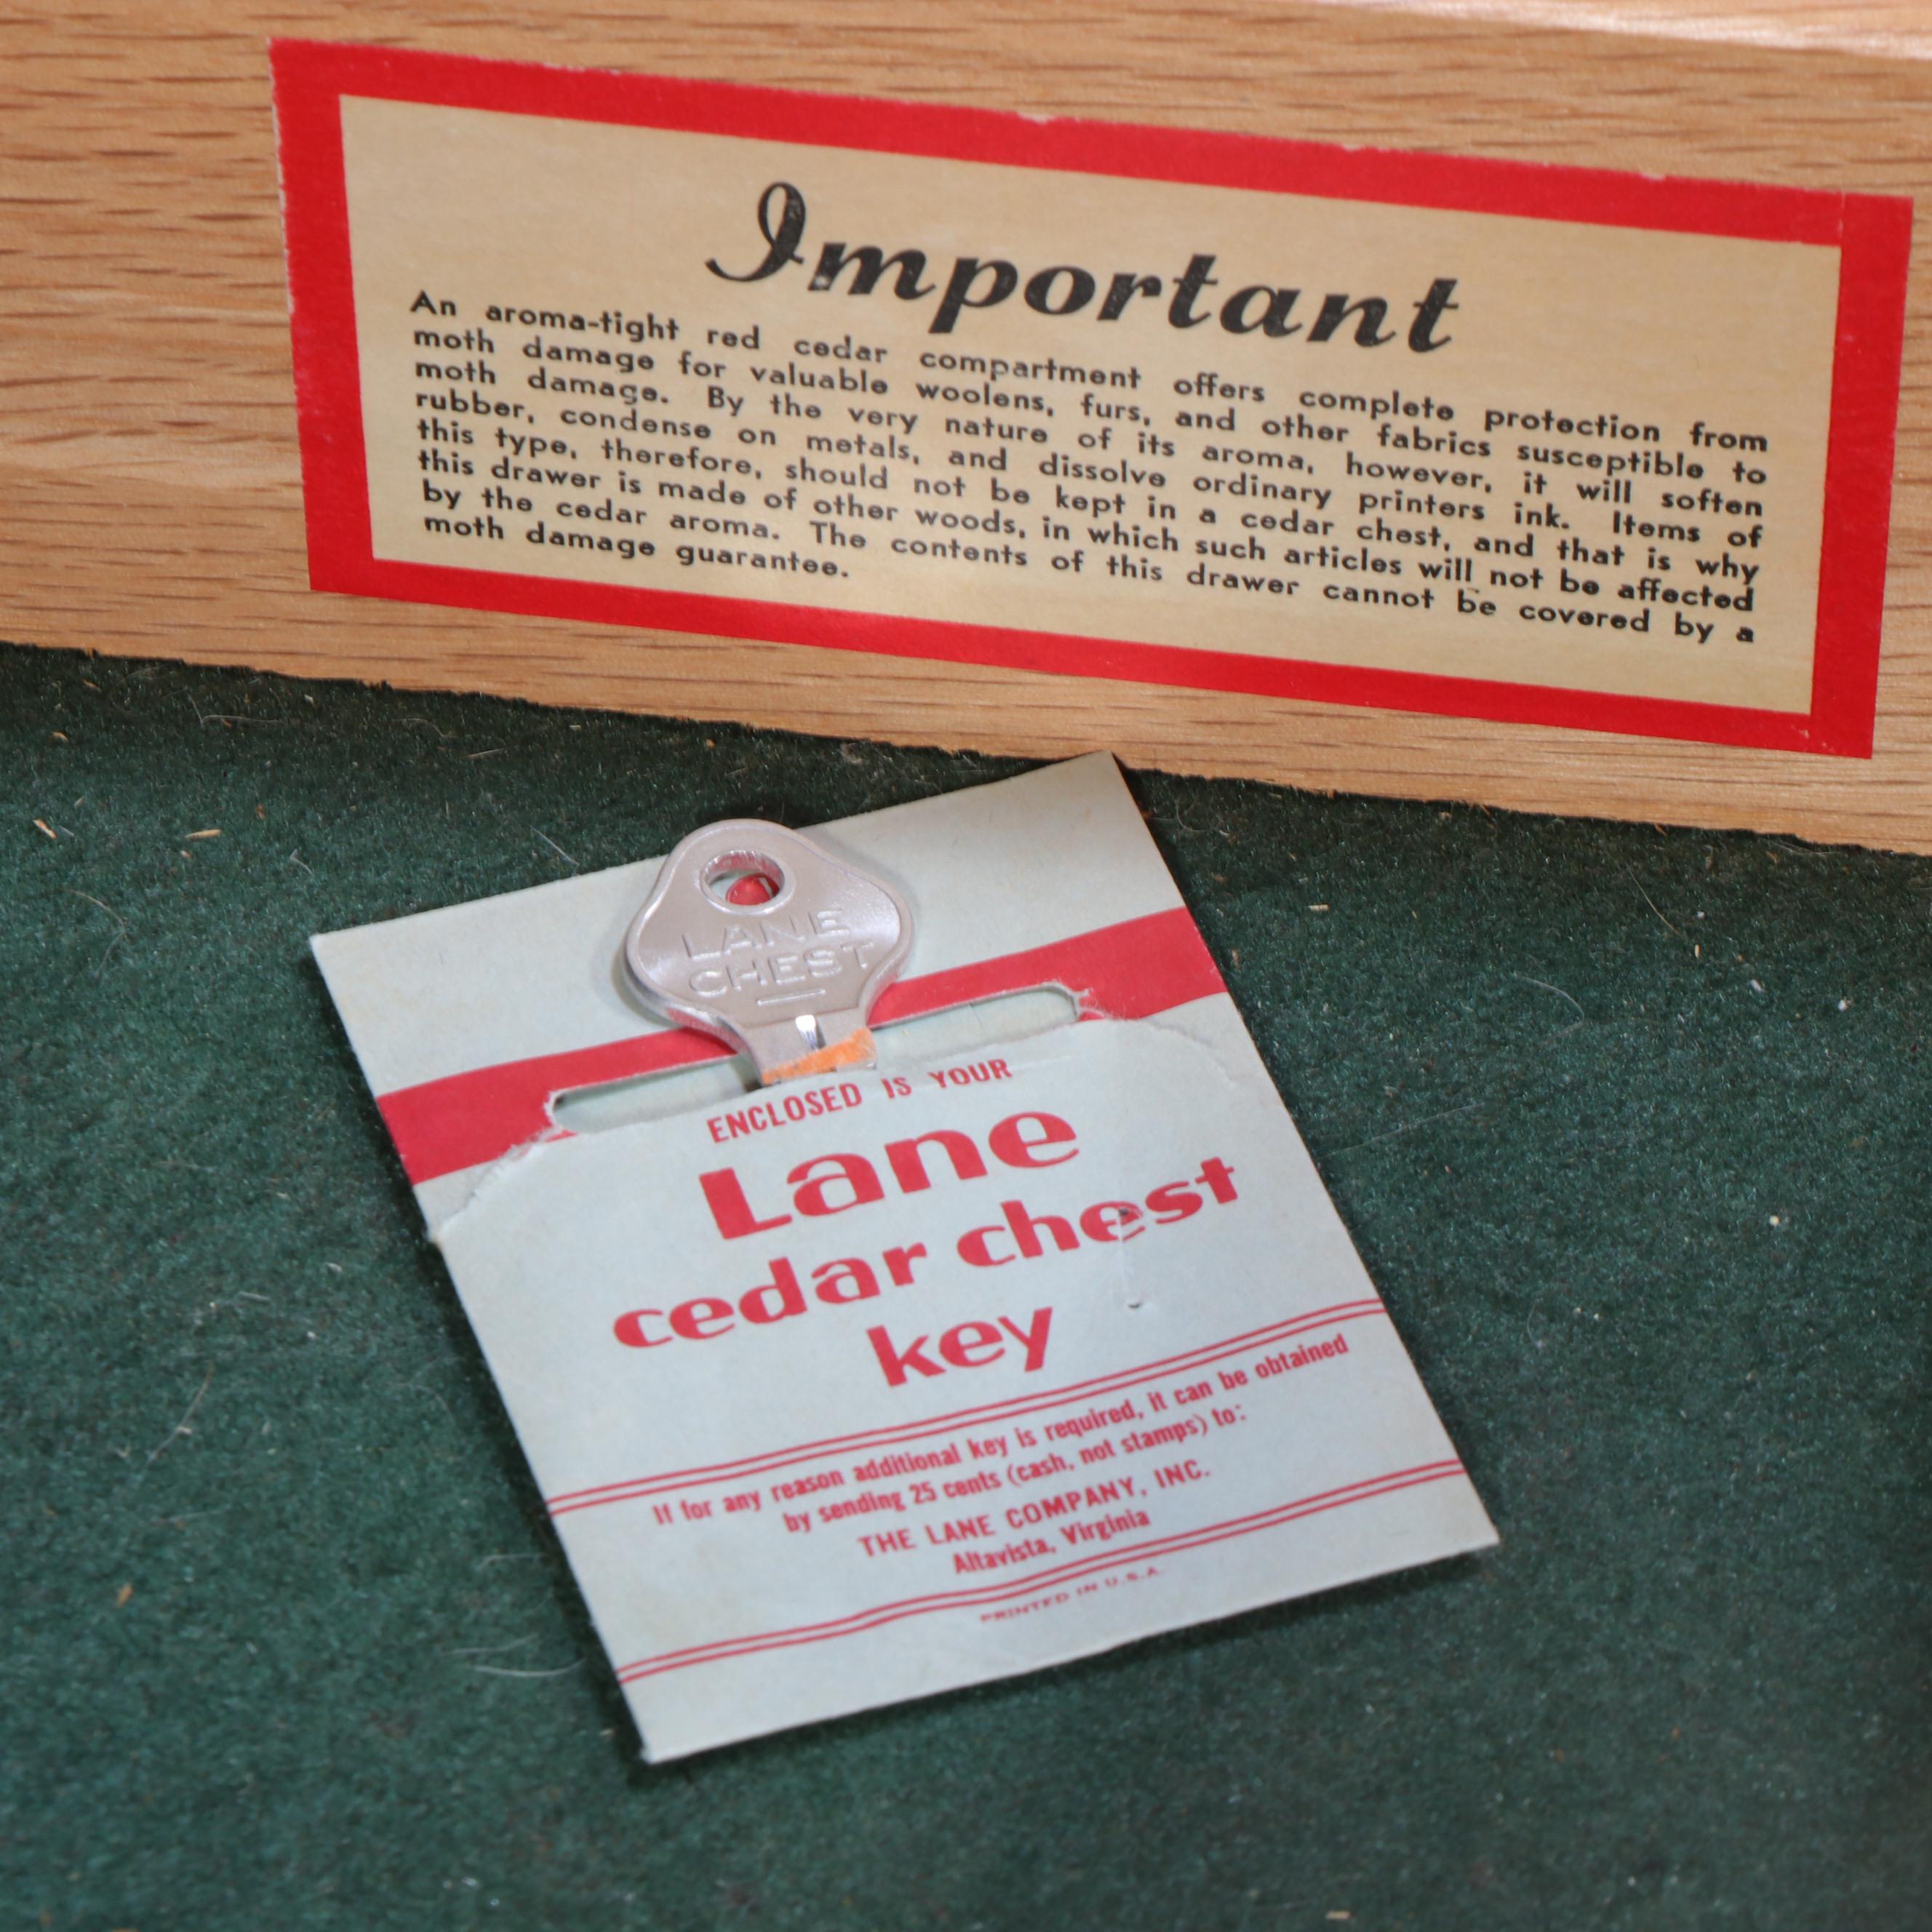 Important
An aroma-tight red cedar compartment offers complete protection from
moth damage for valuable woolens, furs, and other fabrics susceptible to
moth damage. By the very nature of its aroma, however, it will soften
rubber, condense on metals, and dissolve ordinary printers ink. Items of
this type, therefore, should not be kept in a cedar chest, and that is why
this drawer is made of other woods, in which such articles will not be affected
by the cedar aroma. The contents of this drawer cannot be covered by a
moth damage guarantee.
LANE
CHEST
ENCLOSED IS YOUR
Lane
cedar chest
key
If for any reason additional key is required, it can be obtained
by sending 25 cents (cash, not stamps) to:
THE LANE COMPANY, INC.
Altavista, Virginia
PRINTED IN U.S.A.